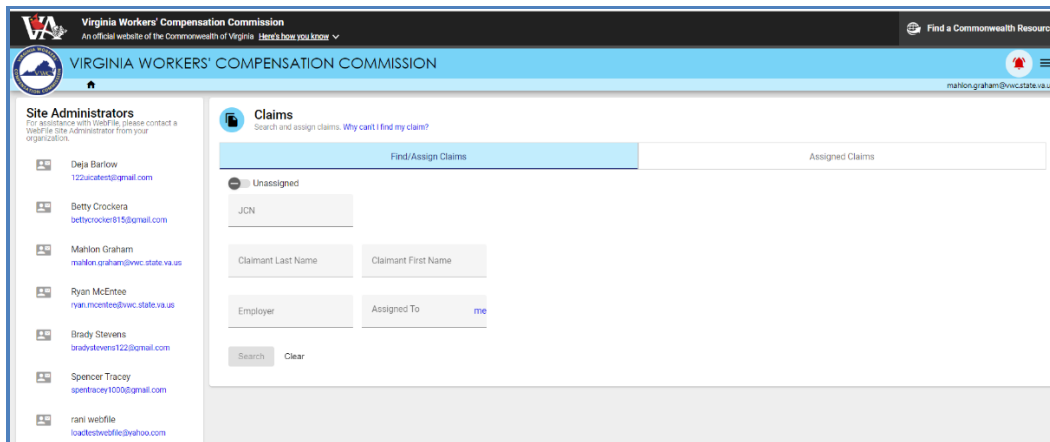 Virginia Workers' Compensation Commission
An official website of the Commonwealth of Virginia Here's how you know
Find a Commonwealth Resourc
VIRGINIA WORKERS' COMPENSATION COMMISSION
mahlon.graham@vwc.state.va.u
Site Administrators
For assistance with WebFile, please contact a
WebFile Site Administrator from your
organization.
Deja Barlow
122uicatest@gmail.com
Betty Crockera
bettycrocker815@gmail.com
Mahlon Graham
mahlon.graham@vwc.state.va.us
Ryan McEntee
ryan.mcentee@vwc.state.va.us
Brady Stevens
bradystevens122@gmail.com
Spencer Tracey
spentracey1000@gmail.com
rani webfile
loadtestwebfile@yahoo.com
Claims
Search and assign claims. Why can't I find my claim?
Find/Assign Claims
Assigned Claims
Unassigned
JCN
Claimant Last Name
Claimant First Name
Employer
Assigned To me
Search Clear